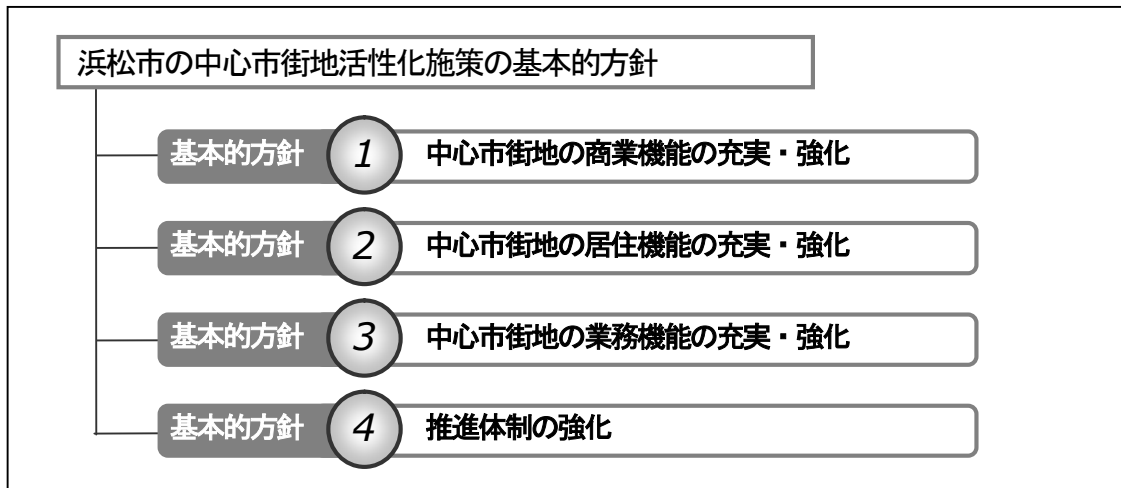 浜松市の中心市街地活性化施策の基本的方針
基本的方針 1 中心市街地の商業機能の充実・強化
基本的方針 2 中心市街地の居住機能の充実・強化
基本的方針 3 中心市街地の業務機能の充実・強化
基本的方針 4 推進体制の強化